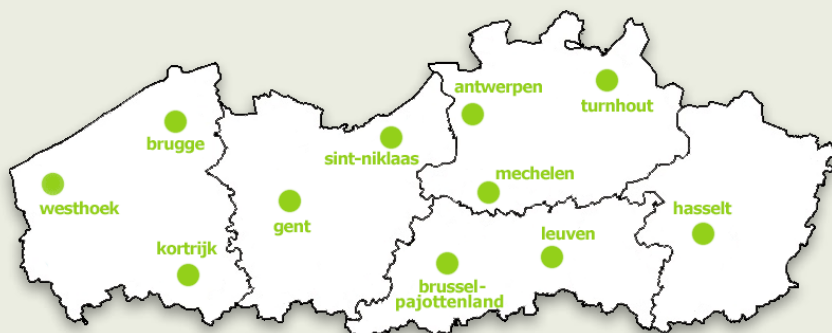 antwerpen
turnhout
brugge
sint-niklaas
mechelen
westhoek
gent
hasselt
kortrijk
leuven
brussel-
pajottenland